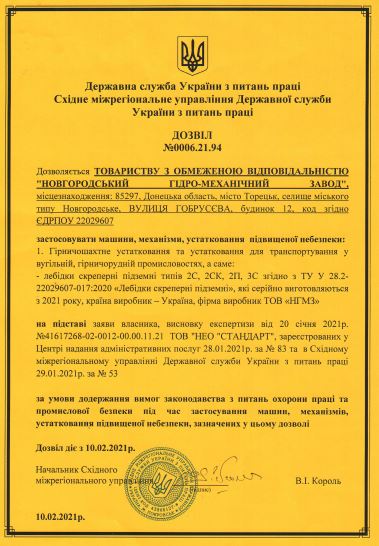 Державна служба України з питань праці
Східне міжрегіональне управління Державної служби
України з питань праці
ДОЗВІЛ
№0006.21.94
Дозволяється ТОВАРИСТВУ З ОБМЕЖЕНОЮ ВІДПОВІДАЛЬНІСТЮ
"НОВГОРОДСЬКИЙ ГІДРО-МЕХАНІЧНИЙ ЗАВОД",
місцезнаходження: 85297, Донецька область, місто Торецьк, селище міського
типу Новгородське, ВУЛИЦЯ ГОБРУСЄВА, будинок 12, код згідно
ЄДРПОУ 22029607
застосовувати машини, механізми, устатковання підвищеної небезпеки:
1. Гірничошахтне устатковання та устатковання для транспортування у
вугільній, гірничорудній промисловостях, а саме:
- лебідки скреперні підземні типів 2С, 2СК, 2П, 3С згідно з ТУ У 28.2-
22029607-017:2020 «Лебідки скреперні підземні», які серійно виготовляються
з 2021 року, країна виробник – Україна, фірма виробник ТОВ «НГМЗ»
на підставі заяви власника, висновку експертизи від 20 січня 2021р.
№41617268-02-0012-00.00.11.21 ТОВ "НЕО "СТАНДАРТ", зареєстрованих у
Центрі надання адміністративних послуг 28.01.2021р. за № 83 та в Східному
міжрегіональному управлінні Державної служби України з питань праці
29.01.2021р. за № 53
за умови додержання вимог законодавства з питань охорони праці та
промислової безпеки під час застосування машин, механізмів,
устатковання підвищеної небезпеки, зазначених у цьому дозволі
Дозвіл діє з 10.02.2021р.
Начальник Східного
міжрегіонального управління
В.І. Король
10.02.2021р.